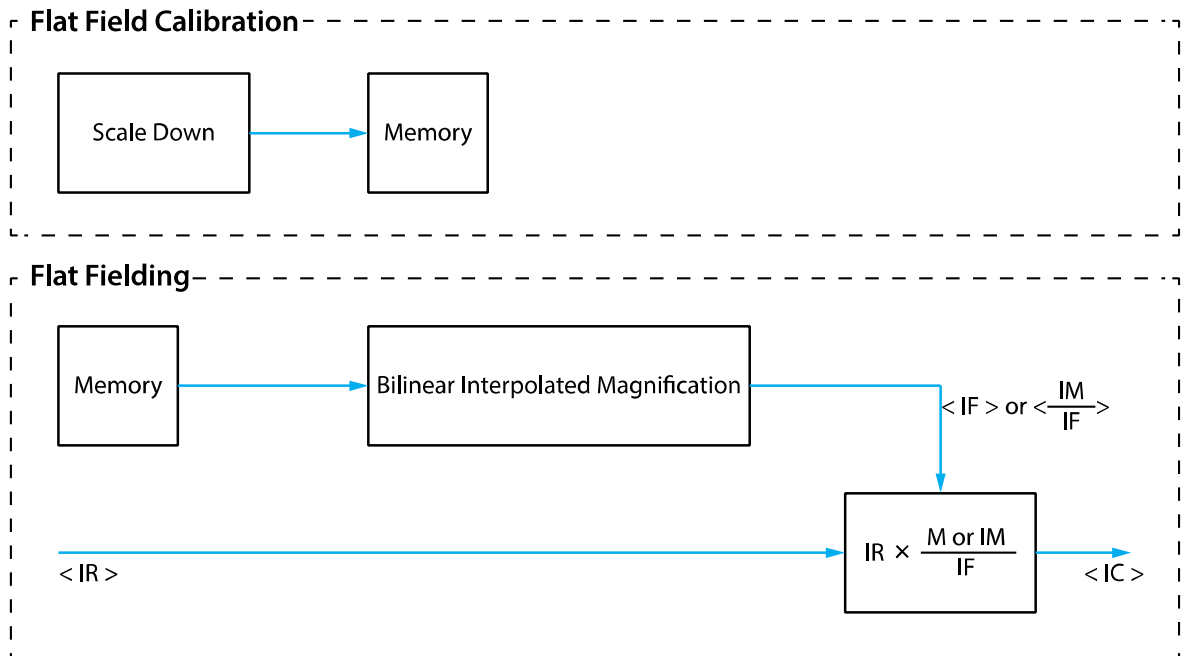 Flat Field Calibration
Scale Down
Memory
Flat Fielding
Memory
Bilinear Interpolated Magnification
< IF > or < IM / IF >
IR × M or IM / IF
< IR >
< IC >